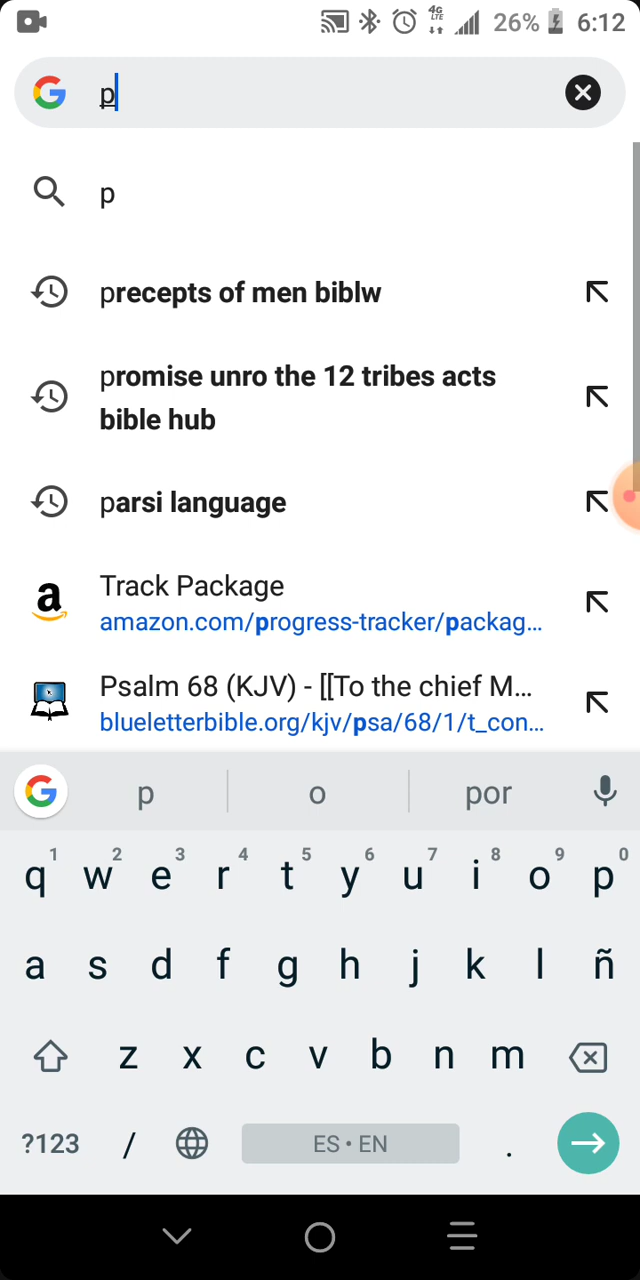 4G LTE 26% 6:12
p
p
precepts of men biblw
promise unro the 12 tribes acts
bible hub
parsi language
Track Package
amazon.com/progress-tracker/packag...
Psalm 68 (KJV) - [[To the chief M...
blueletterbible.org/kjv/psa/68/1/t_con...
p o por
1 2 3 4 5 6 7 8 9 0
q w e r t y u i o p
a s d f g h j k l ñ
z x c v b n m
?123 / ES • EN .